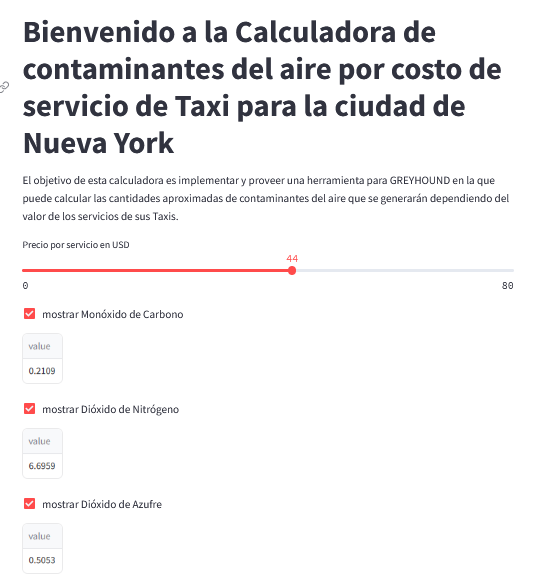 Bienvenido a la Calculadora de
contaminantes del aire por costo de
servicio de Taxi para la ciudad de
Nueva York
El objetivo de esta calculadora es implementar y proveer una herramienta para GREYHOUND en la que
puede calcular las cantidades aproximadas de contaminantes del aire que se generarán dependiendo del
valor de los servicios de sus Taxis.
Precio por servicio en USD
44
0 80
mostrar Monóxido de Carbono
value
0.2109
mostrar Dióxido de Nitrógeno
value
6.6959
mostrar Dióxido de Azufre
value
0.5053